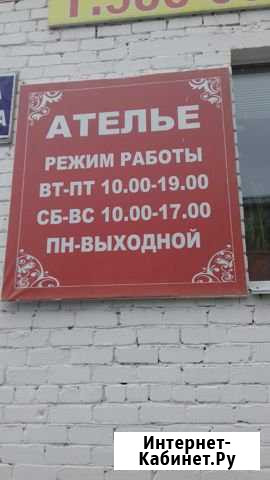 АТЕЛЬЕ
РЕЖИМ РАБОТЫ
ВТ-ПТ 10.00-19.00
СБ-ВС 10.00-17.00
ПН-ВЫХОДНОЙ
Интернет-
Кабинет.Ру